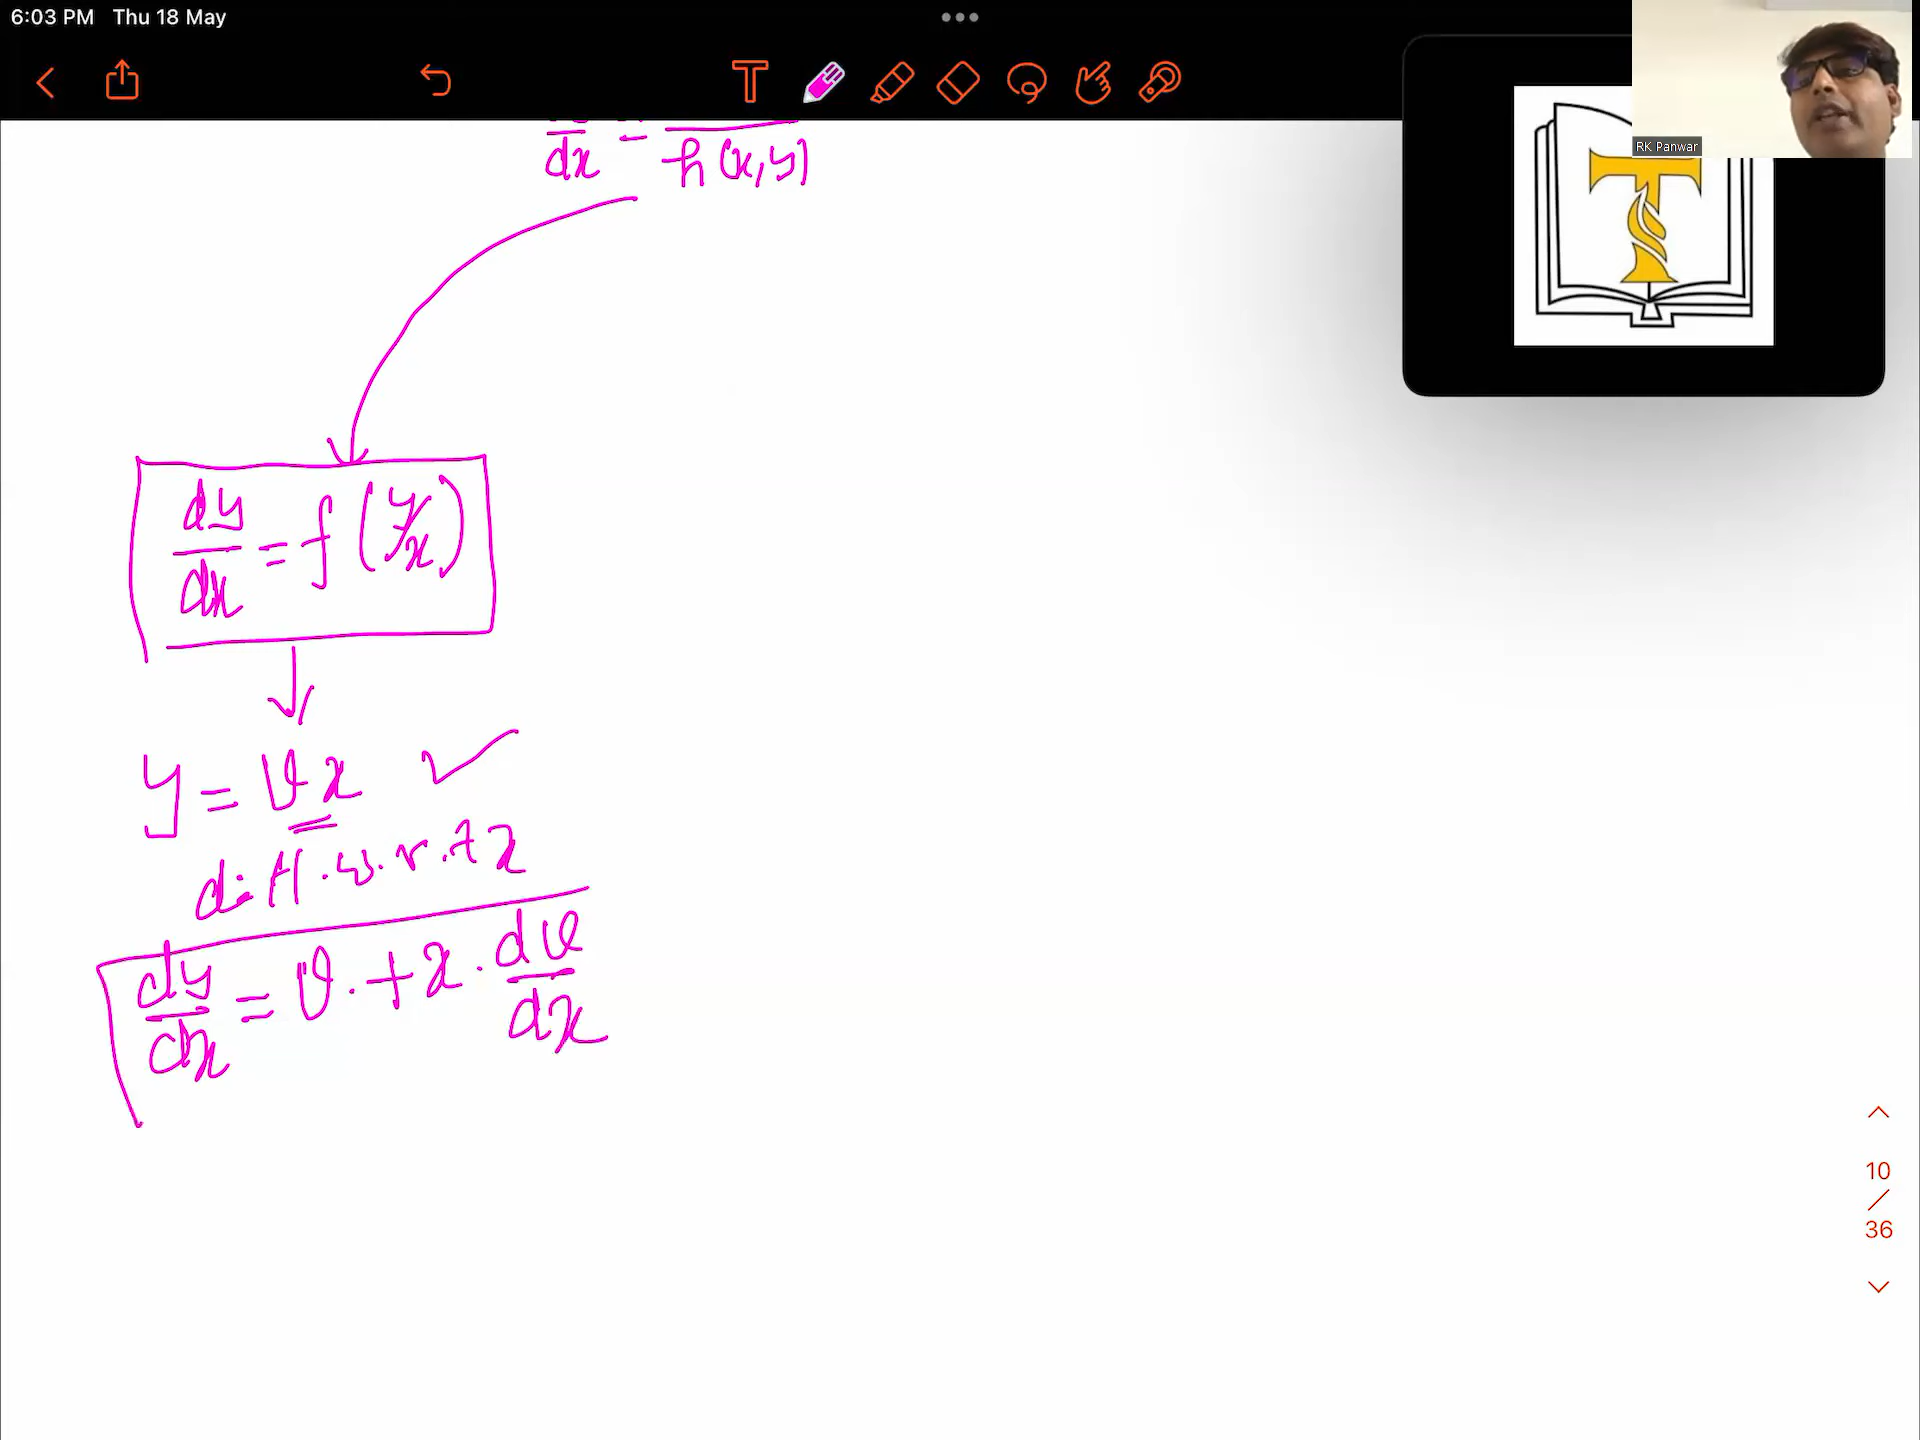 6:03 PM Thu 18 May
RK Panwar
dx = h(x,y)
dy/dx = f(y/x)
y = vx ✓
diff. w.r.t x
dy/dx = v. + x. dv/dx
10
/
36